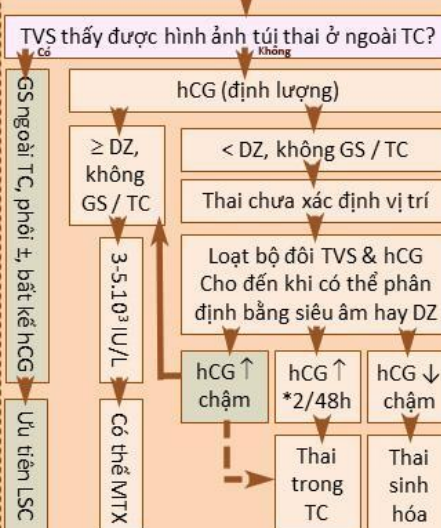 TVS thấy được hình ảnh túi thai ở ngoài TC?
Có
Không
GS ngoài TC, phôi ±, bất kể hCG
Ưu tiên LSC
hCG (định lượng)
≥ DZ,
không
GS / TC
3-5.10³ IU/L
Có thể MTX
< DZ, không GS / TC
Thai chưa xác định vị trí
Loạt bộ đôi TVS & hCG
Cho đến khi có thể phân
định bằng siêu âm hay DZ
hCG ↑
chậm
hCG ↑
*2/48h
hCG ↓
chậm
Thai
trong
TC
Thai
sinh
hóa